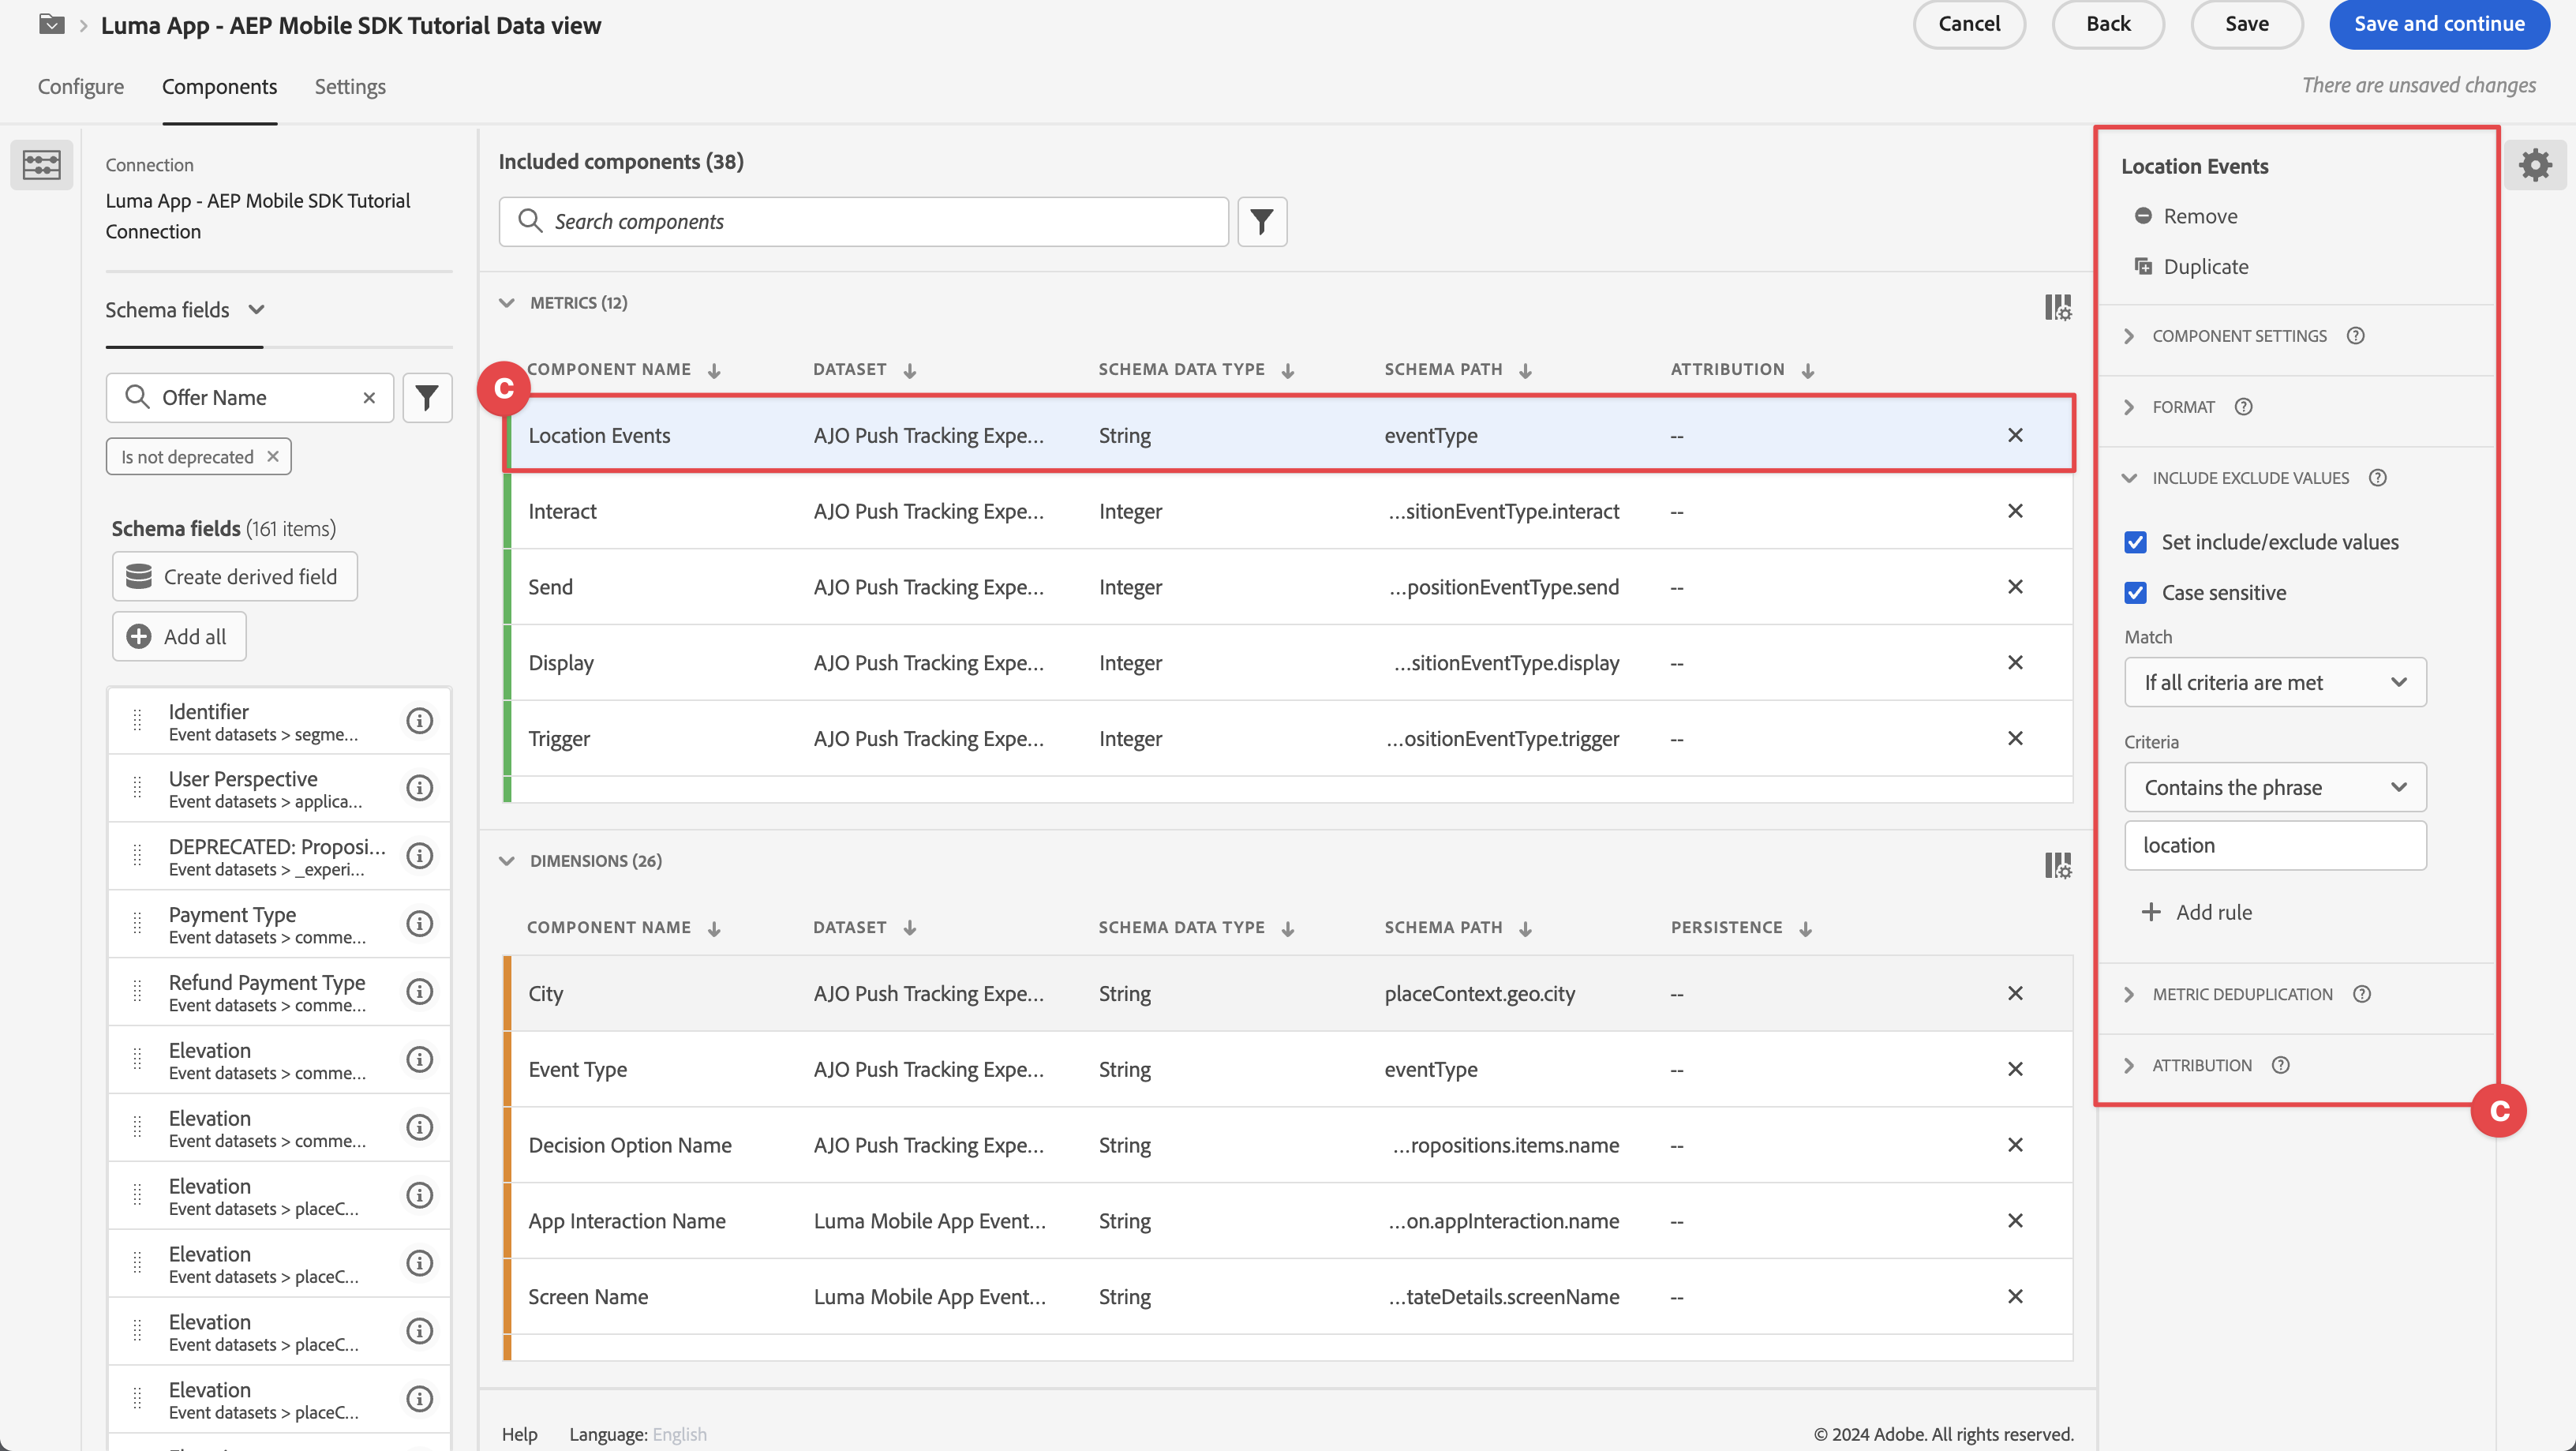 Luma App - AEP Mobile SDK Tutorial Data view
Cancel
Back
Save
Save and continue
Configure
Components
Settings
There are unsaved changes
Connection
Luma App - AEP Mobile SDK Tutorial
Connection
Schema fields
Offer Name
Is not deprecated
Schema fields (161 items)
Create derived field
Add all
Identifier
Event datasets > segme...
User Perspective
Event datasets > applica...
DEPRECATED: Proposi...
Event datasets > _experi...
Payment Type
Event datasets > comme...
Refund Payment Type
Event datasets > comme...
Elevation
Event datasets > comme...
Elevation
Event datasets > comme...
Elevation
Event datasets > placeC...
Elevation
Event datasets > placeC...
Elevation
Event datasets > placeC...
Elevation
Event datasets > placeC...
Included components (38)
Search components
METRICS (12)
COMPONENT NAME DATASET SCHEMA DATA TYPE SCHEMA PATH ATTRIBUTION
C
Location Events AJO Push Tracking Expe... String eventType --
Interact AJO Push Tracking Expe... Integer ...sitionEventType.interact --
Send AJO Push Tracking Expe... Integer ...positionEventType.send --
Display AJO Push Tracking Expe... Integer ...sitionEventType.display --
Trigger AJO Push Tracking Expe... Integer ...ositionEventType.trigger --
DIMENSIONS (26)
COMPONENT NAME DATASET SCHEMA DATA TYPE SCHEMA PATH PERSISTENCE
City AJO Push Tracking Expe... String placeContext.geo.city --
Event Type AJO Push Tracking Expe... String eventType --
Decision Option Name AJO Push Tracking Expe... String ...ropositions.items.name --
App Interaction Name Luma Mobile App Event... String ...on.appInteraction.name --
Screen Name Luma Mobile App Event... String ...tateDetails.screenName --
Help Language: English
© 2024 Adobe. All rights reserved.
Location Events
Remove
Duplicate
COMPONENT SETTINGS
FORMAT
INCLUDE EXCLUDE VALUES
Set include/exclude values
Case sensitive
Match
If all criteria are met
Criteria
Contains the phrase
location
Add rule
METRIC DEDUPLICATION
ATTRIBUTION
C